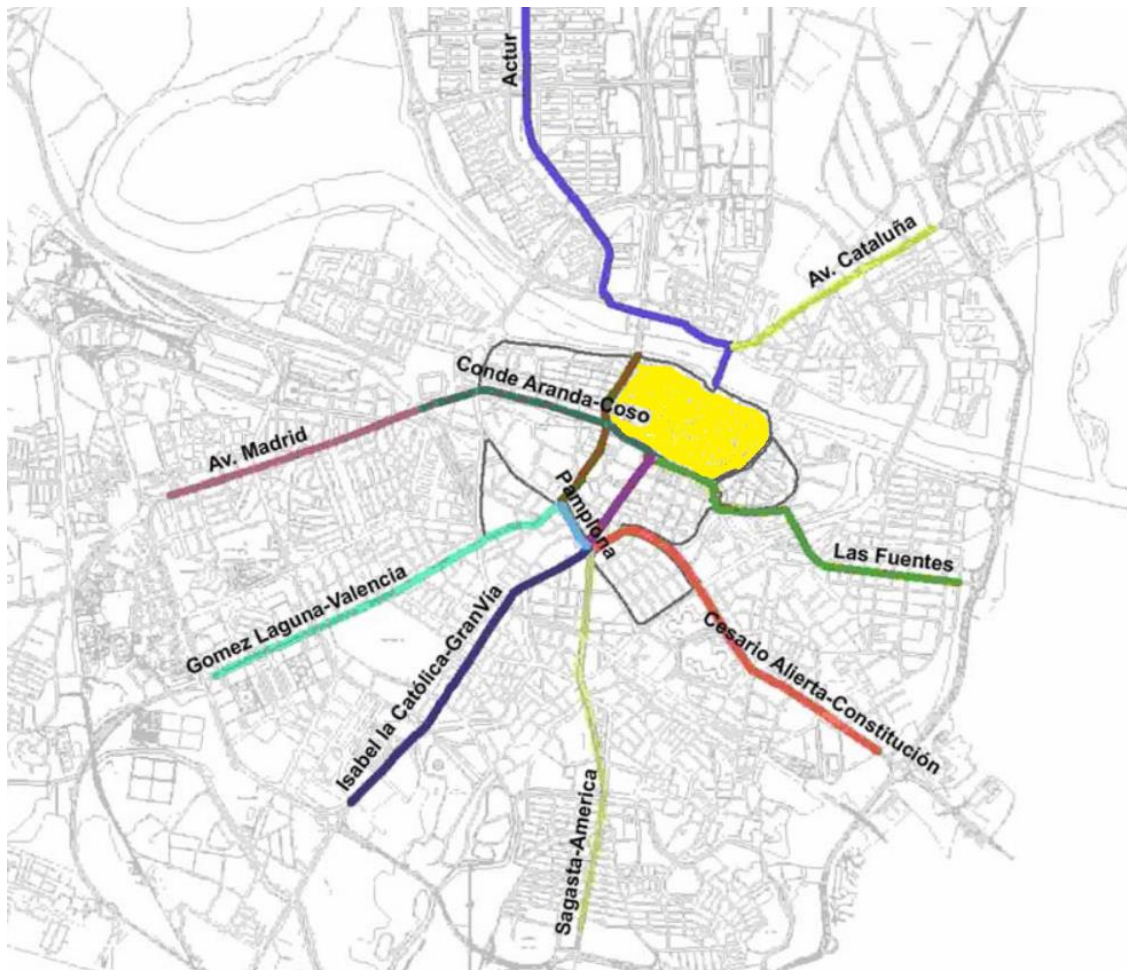 Actur
Av. Cataluña
Conde Aranda-Coso
Av. Madrid
Pamplona
Las Fuentes
Gomez Laguna-Valencia
Isabel la Católica-GranVía
Cesario Alierta-Constitución
Sagasta-America